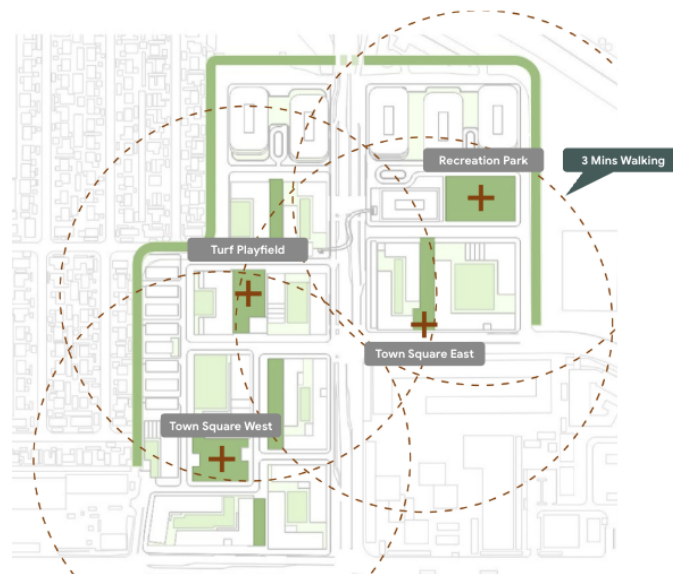 Recreation Park
3 Mins Walking
Turf Playfield
Town Square East
Town Square West